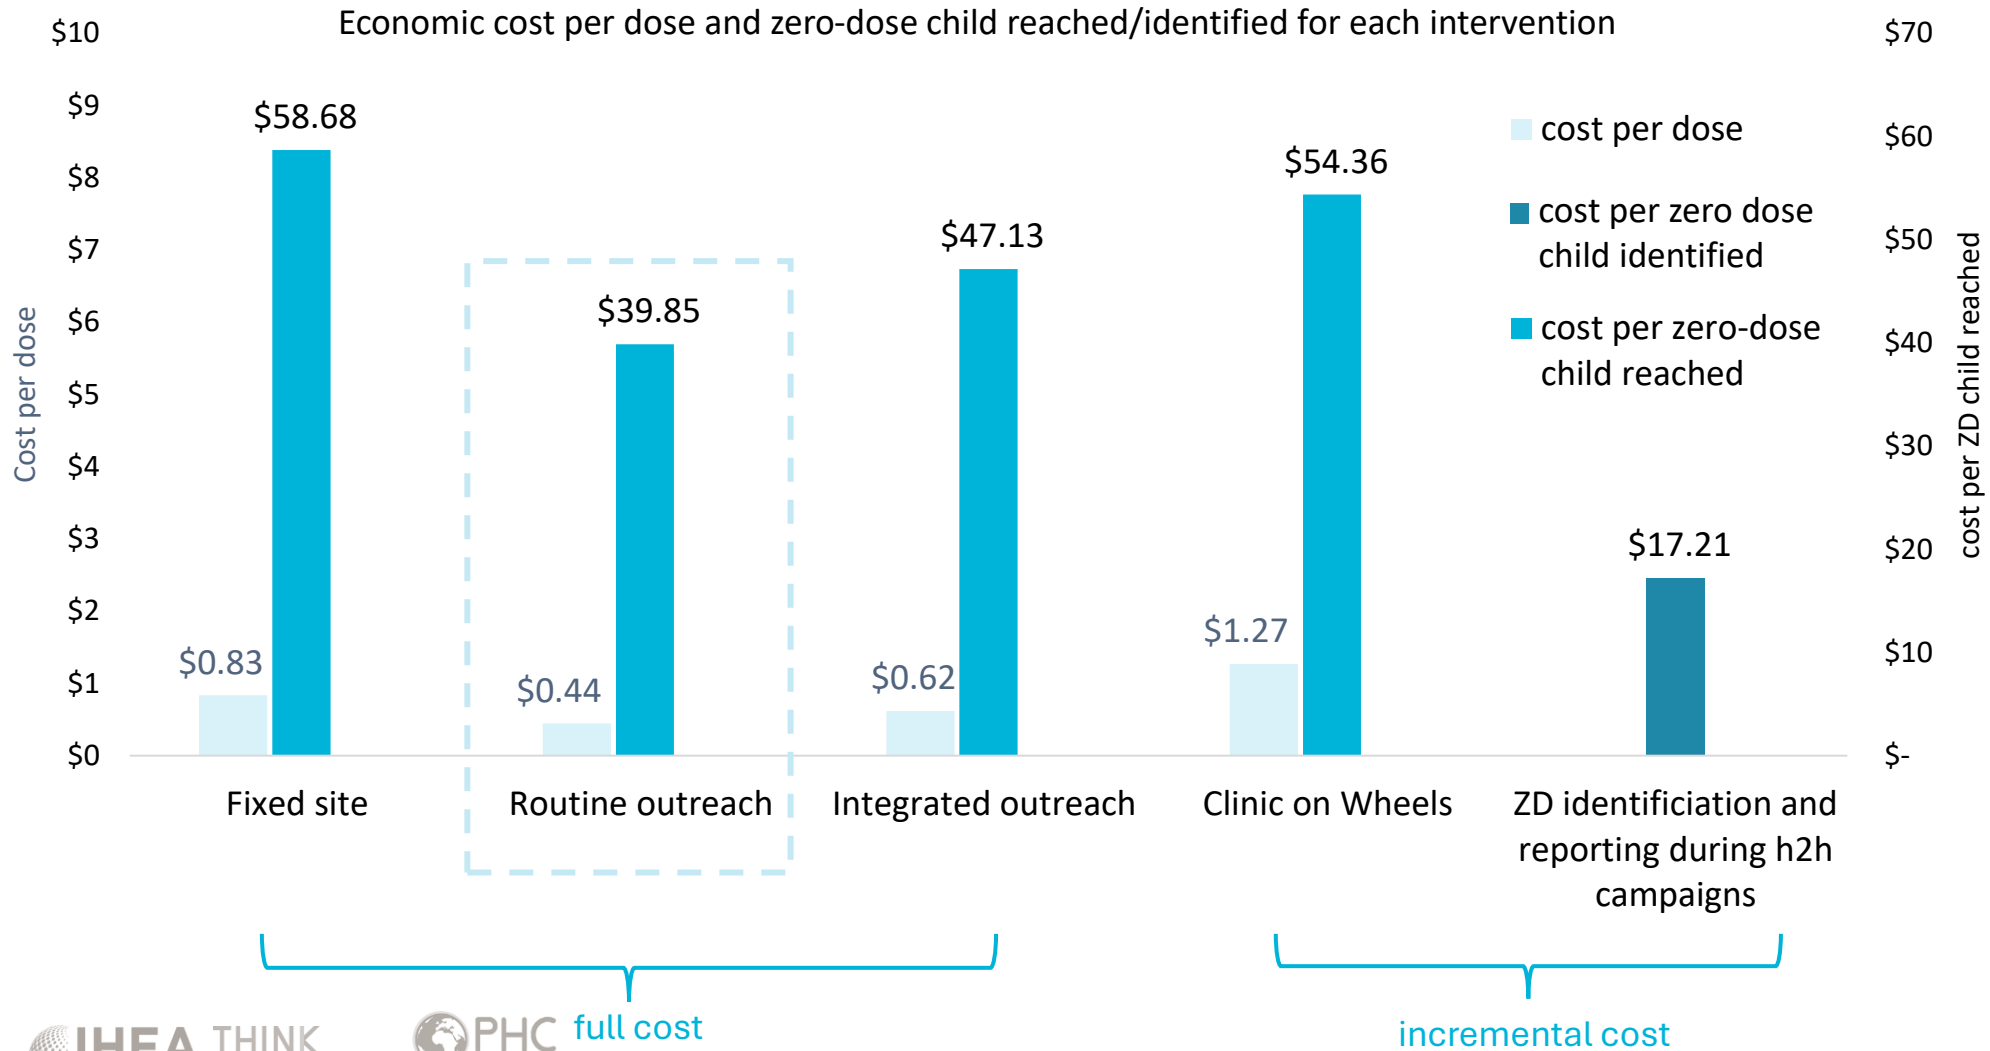 Economic cost per dose and zero-dose child reached/identified for each intervention
$10
$9
$8
$7
$6
$5
$4
$3
$2
$1
$0
Cost per dose
$58.68
$0.83
$39.85
$0.44
$47.13
$0.62
$54.36
$1.27
$17.21
cost per dose
cost per zero dose
child identified
cost per zero-dose
child reached
$70
$60
$50
$40
$30
$20
$10
$-
cost per ZD child reached
Fixed site
Routine outreach
Integrated outreach
Clinic on Wheels
ZD identificiation and
reporting during h2h
campaigns
full cost
incremental cost
IHEA THINK
PHC